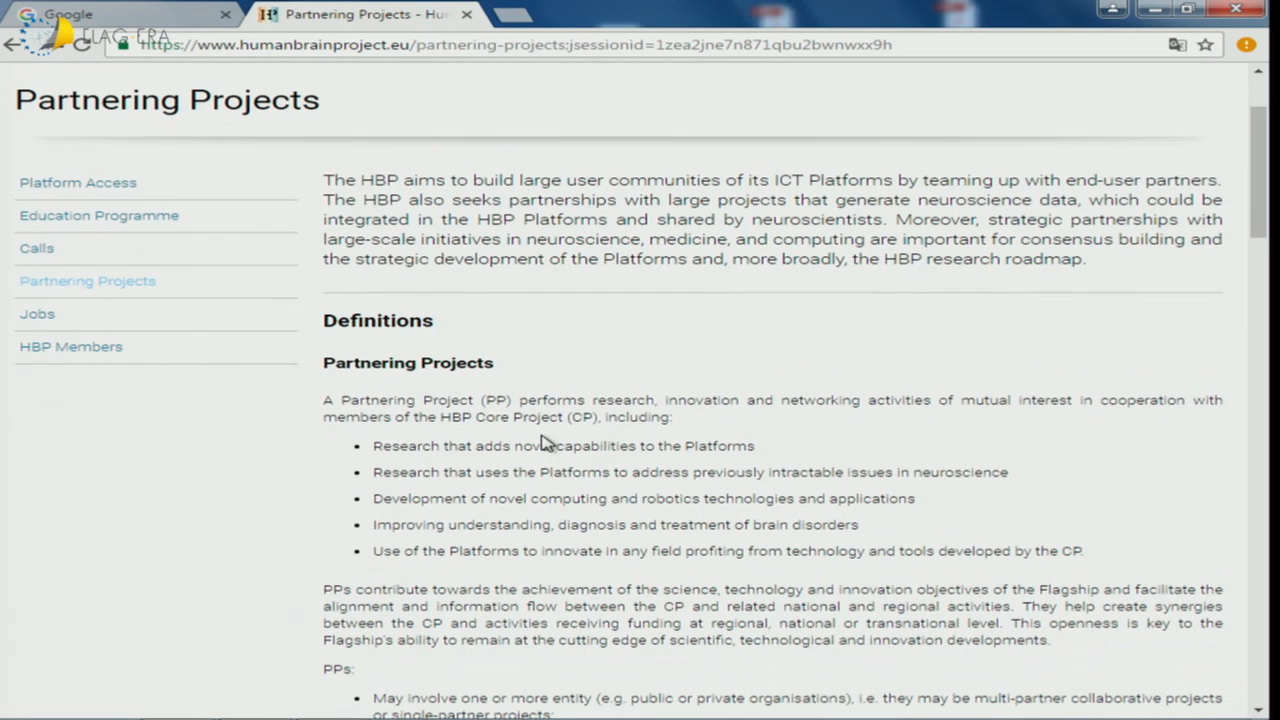 Google
Partnering Projects - Hum
FLAG-ERA
https://www.humanbrainproject.eu/partnering-projects;jsessionid=1zea2jne7n871qbu2bwnwxx9h
Partnering Projects
Platform Access
Education Programme
Calls
Partnering Projects
Jobs
HBP Members
The HBP aims to build large user communities of its ICT Platforms by teaming up with end-user partners.
The HBP also seeks partnerships with large projects that generate neuroscience data, which could be
integrated in the HBP Platforms and shared by neuroscientists. Moreover, strategic partnerships with
large-scale initiatives in neuroscience, medicine, and computing are important for consensus building and
the strategic development of the Platforms and, more broadly, the HBP research roadmap.
Definitions
Partnering Projects
A Partnering Project (PP) performs research, innovation and networking activities of mutual interest in cooperation with
members of the HBP Core Project (CP), including:
• Research that adds novel capabilities to the Platforms
• Research that uses the Platforms to address previously intractable issues in neuroscience
• Development of novel computing and robotics technologies and applications
• Improving understanding, diagnosis and treatment of brain disorders
• Use of the Platforms to innovate in any field profiting from technology and tools developed by the CP.
PPs contribute towards the achievement of the science, technology and innovation objectives of the Flagship and facilitate the
alignment and information flow between the CP and related national and regional activities. They help create synergies
between the CP and activities receiving funding at regional, national or transnational level. This openness is key to the
Flagship's ability to remain at the cutting edge of scientific, technological and innovation developments.
PPs:
• May involve one or more entity (e.g. public or private organisations), i.e. they may be multi-partner collaborative projects
or single-partner projects;